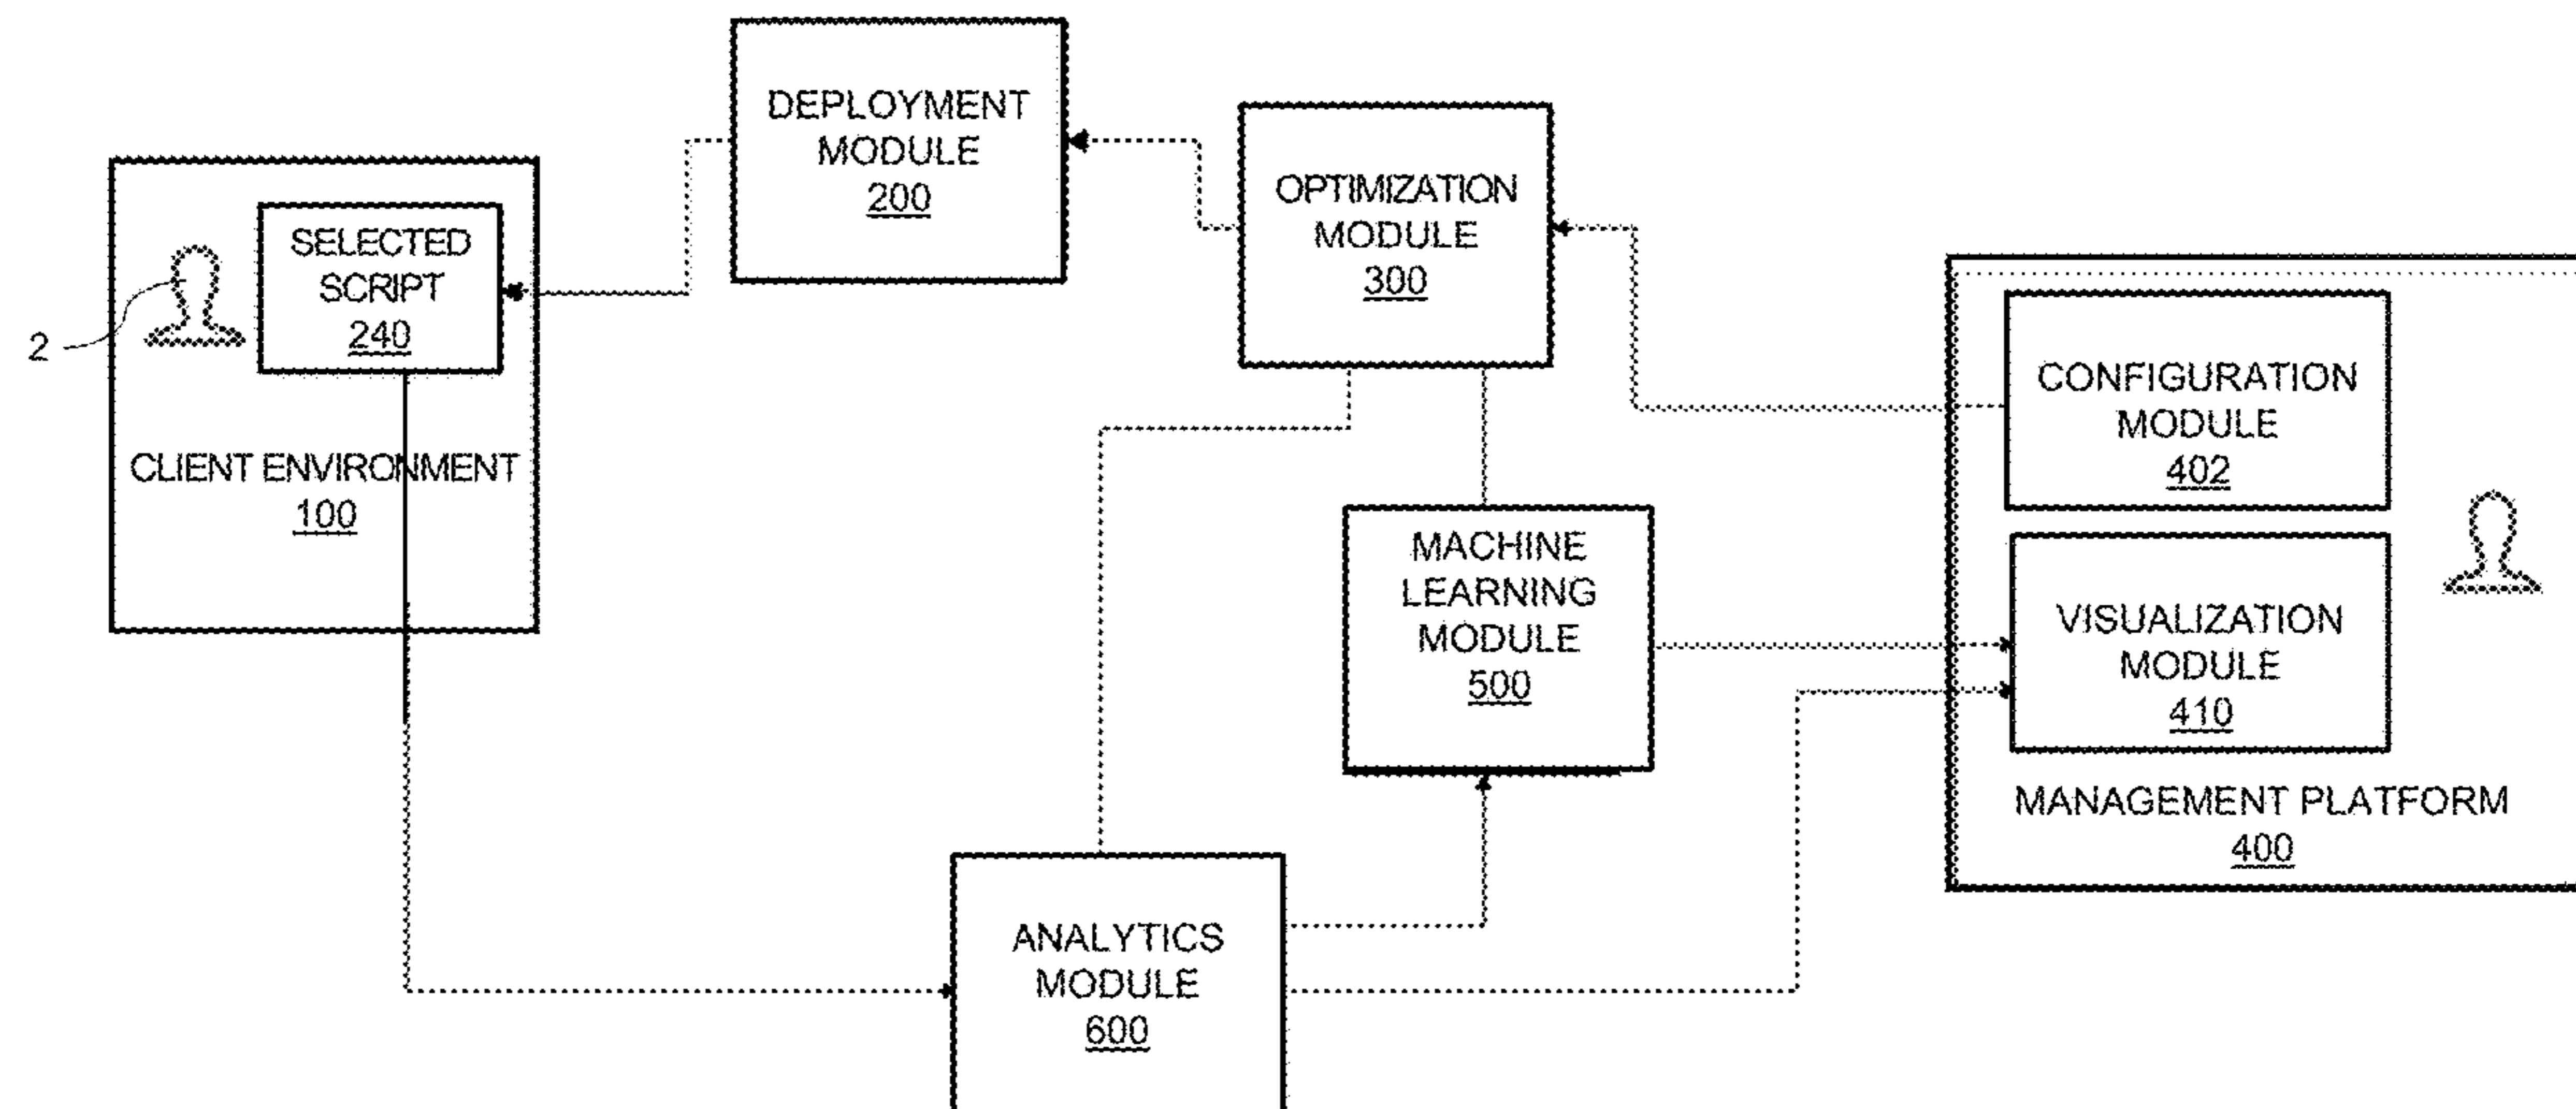 DEPLOYMENT
MODULE
200
OPTIMIZATION
MODULE
300
SELECTED
SCRIPT
240
2
CLIENT ENVIRONMENT
100
CONFIGURATION
MODULE
402
MACHINE
LEARNING
MODULE
500
VISUALIZATION
MODULE
410
MANAGEMENT PLATFORM
400
ANALYTICS
MODULE
600